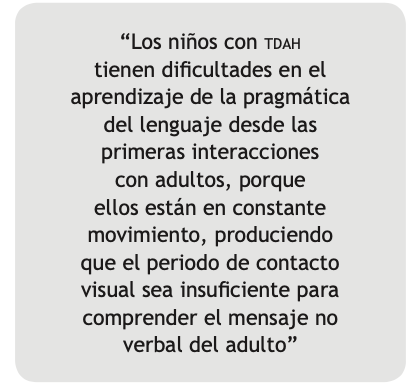 “Los niños con TDAH
tienen dificultades en el
aprendizaje de la pragmática
del lenguaje desde las
primeras interacciones
con adultos, porque
ellos están en constante
movimiento, produciendo
que el periodo de contacto
visual sea insuficiente para
comprender el mensaje no
verbal del adulto”